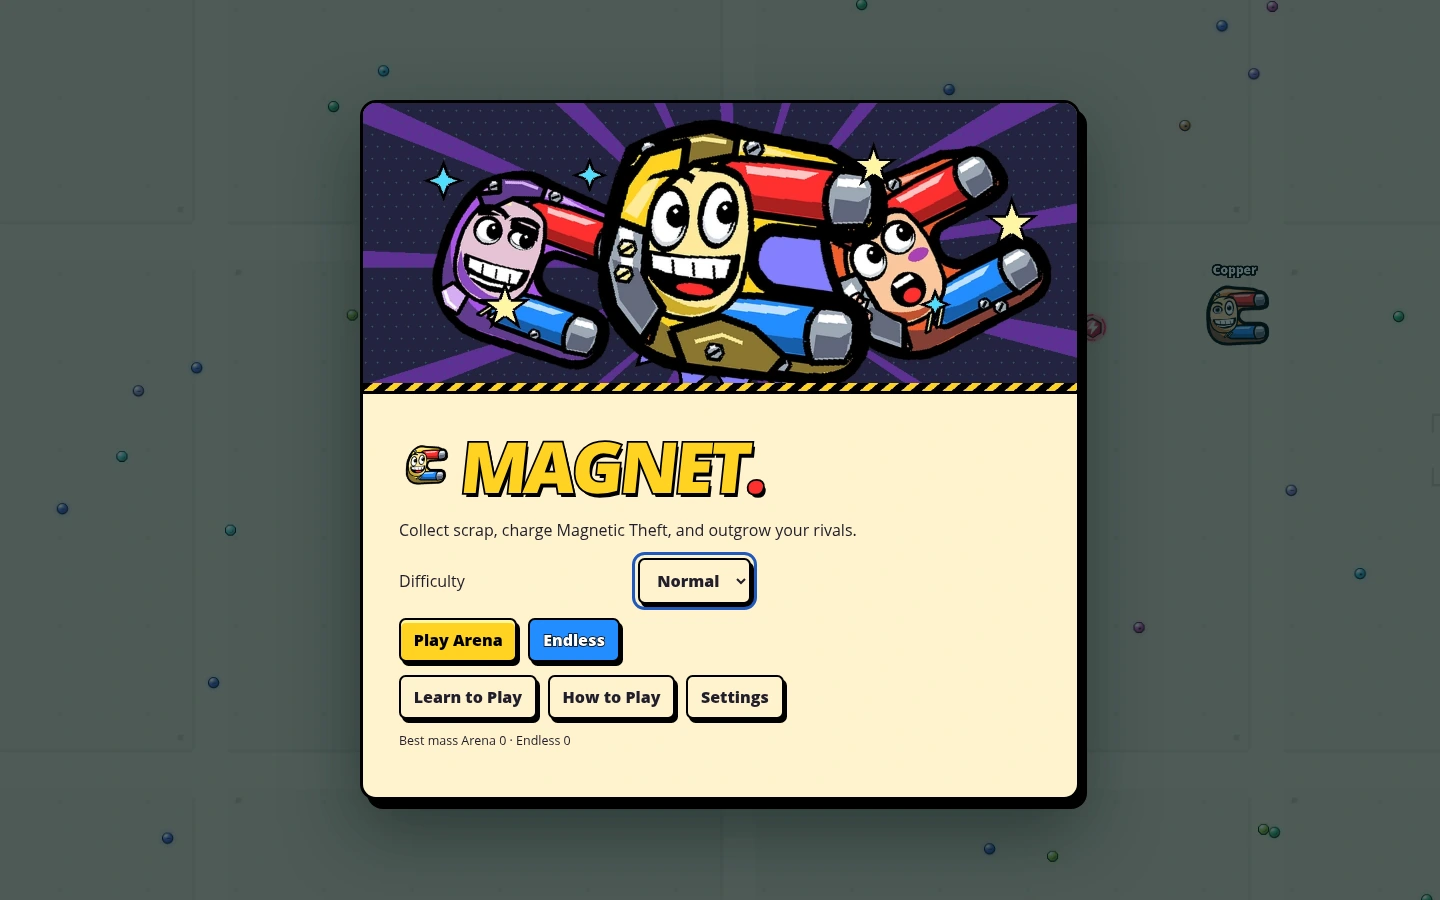 Copper
MAGNET.
Collect scrap, charge Magnetic Theft, and outgrow your rivals.
Difficulty
Normal
Play Arena
Endless
Learn to Play
How to Play
Settings
Best mass Arena 0 · Endless 0